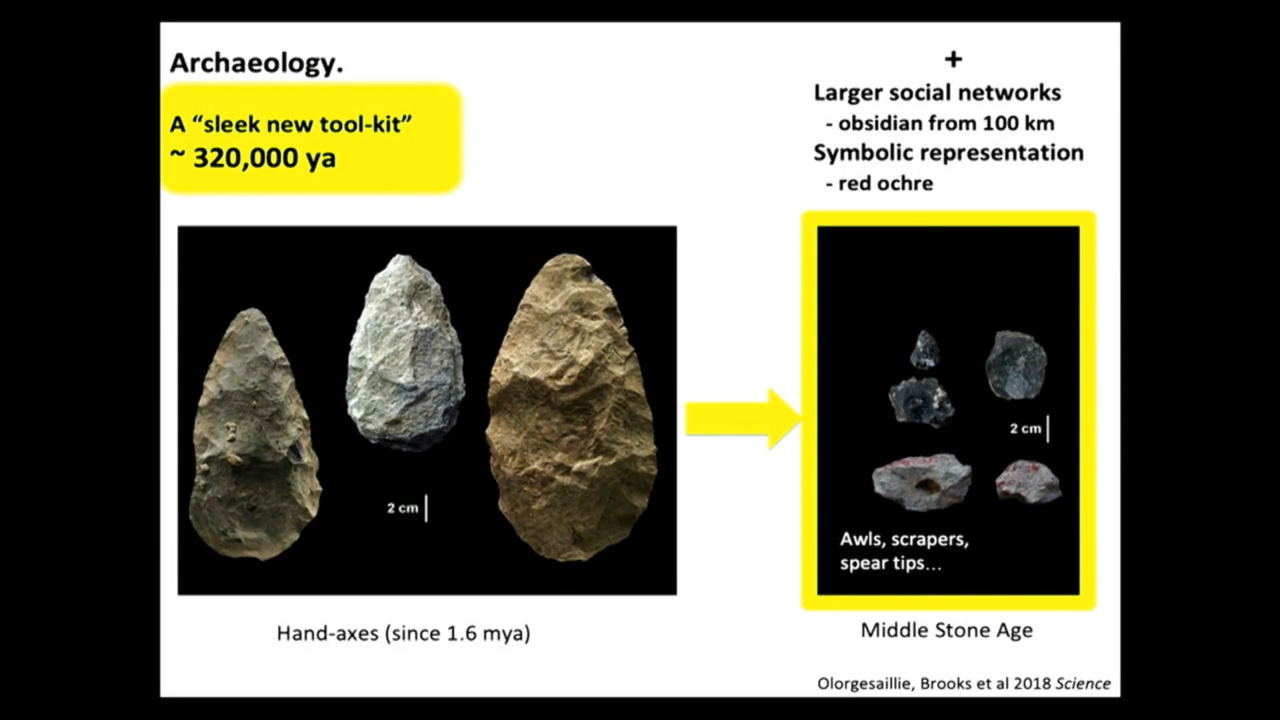 Archaeology.
A “sleek new tool-kit”
~ 320,000 ya
+
Larger social networks
- obsidian from 100 km
Symbolic representation
- red ochre
2 cm
2 cm
Awls, scrapers,
spear tips...
Hand-axes (since 1.6 mya)
Middle Stone Age
Olorgesaillie, Brooks et al 2018 Science